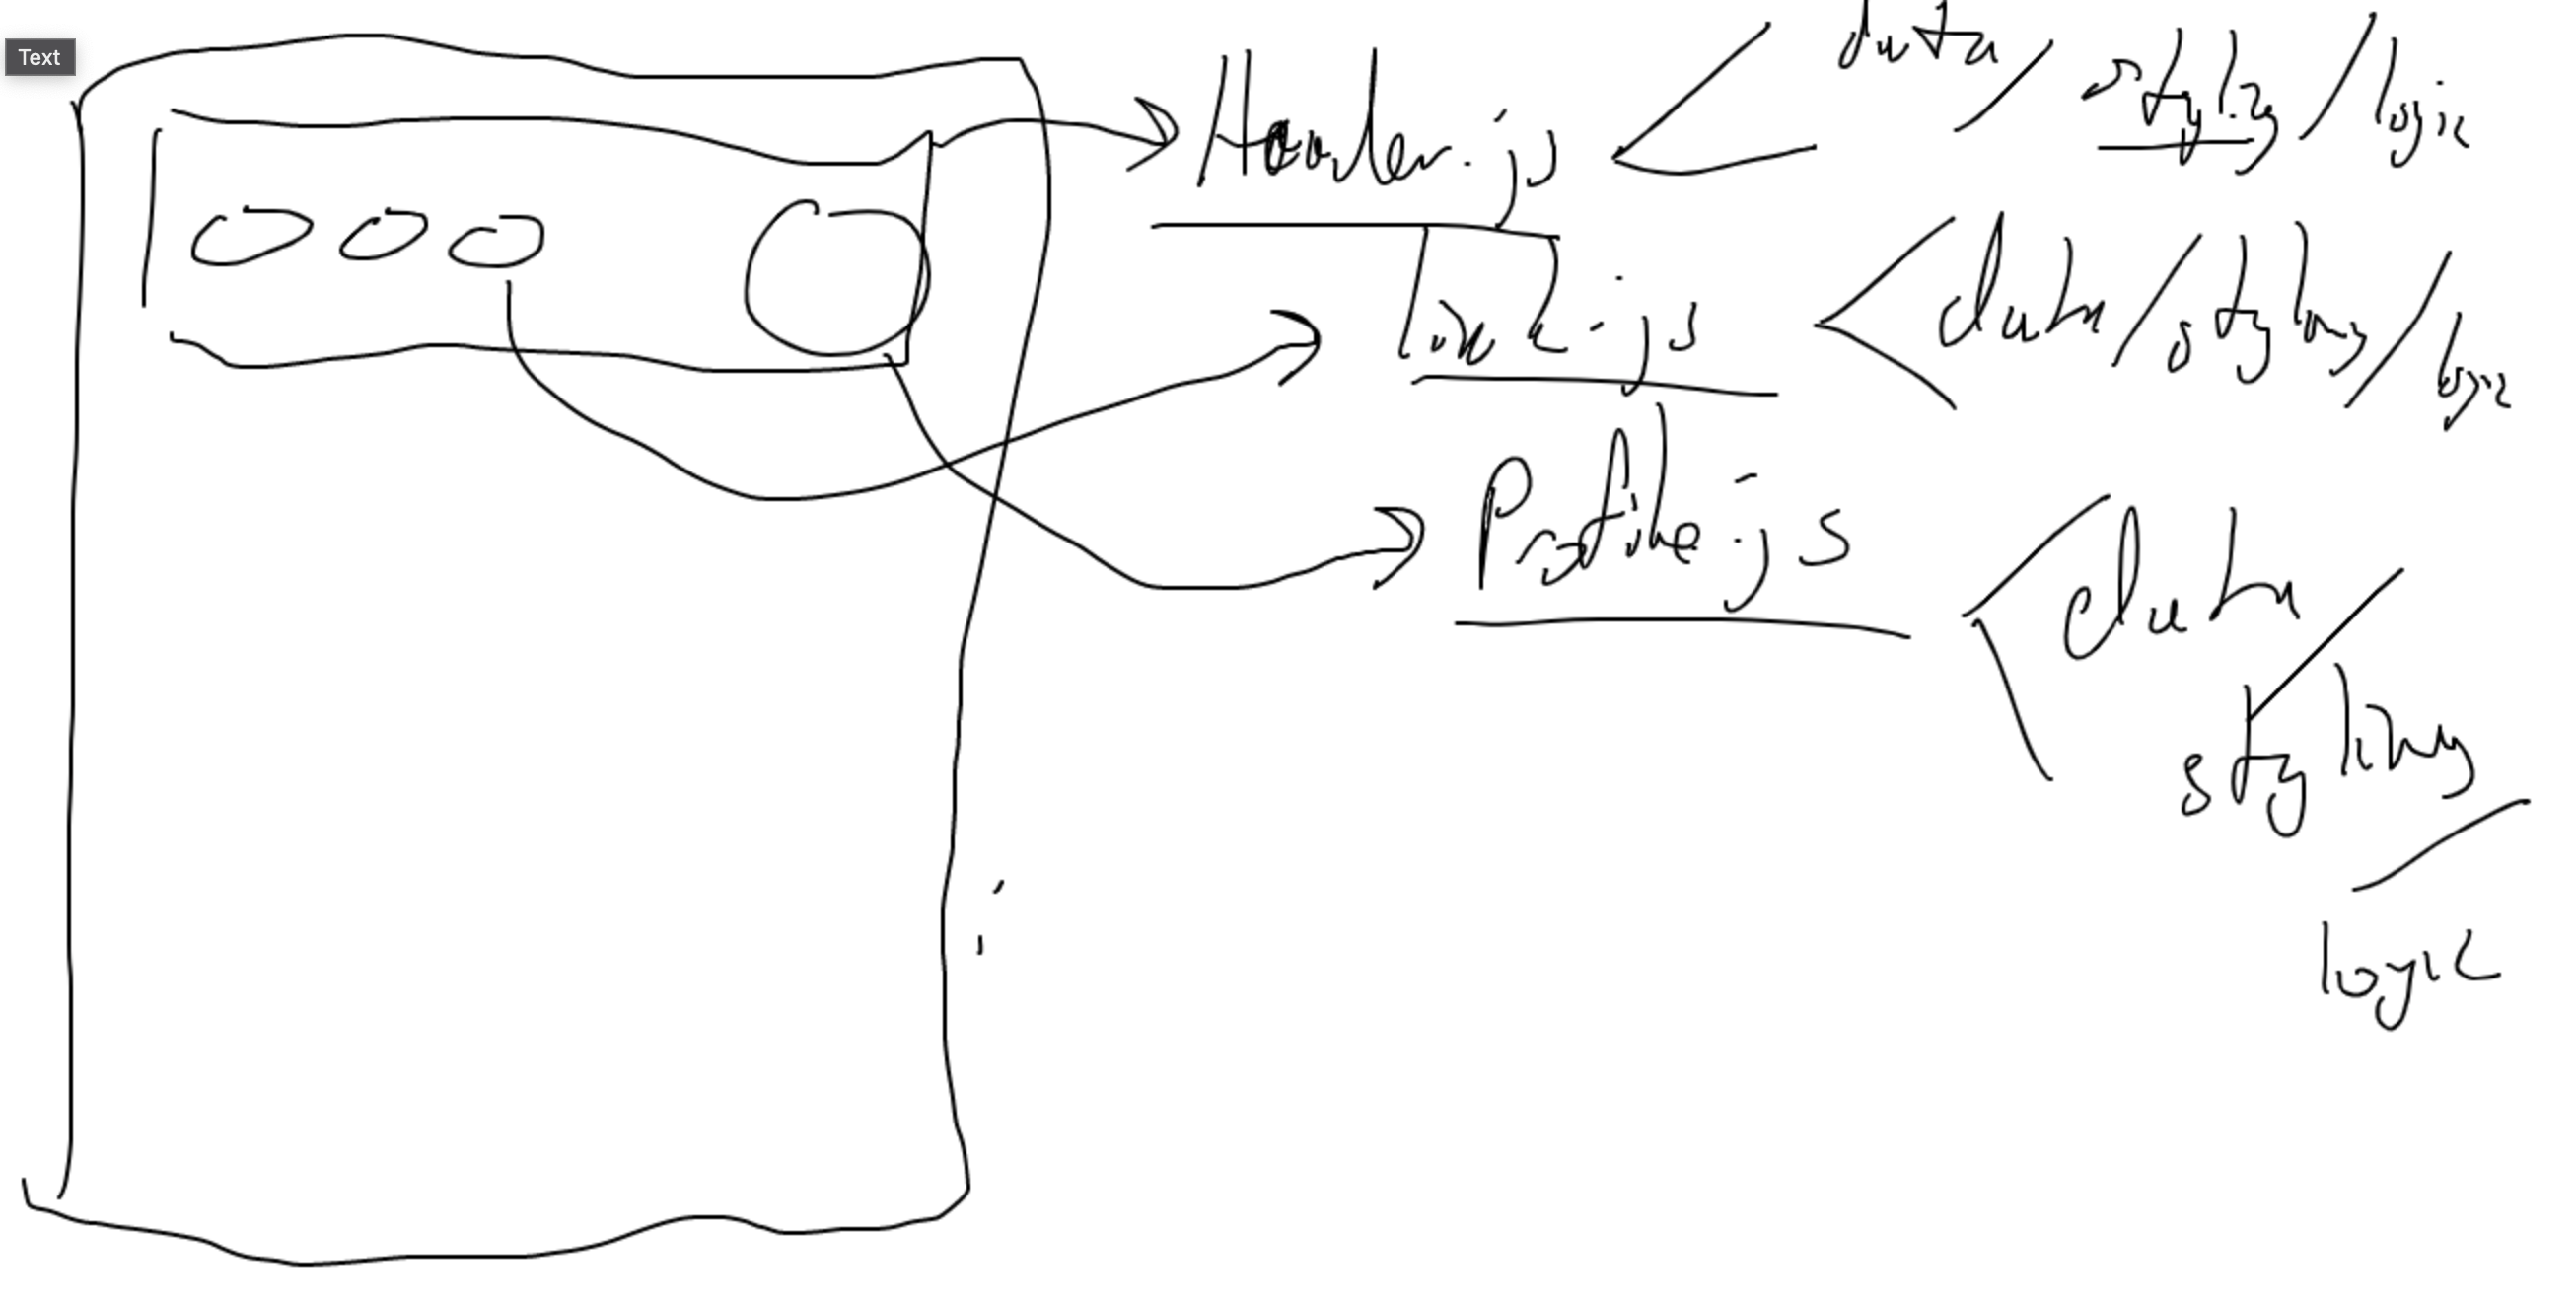 Text
Header.js < data / styling / logic
link.js < data / styling / logic
Profile.js < data /
styling /
logic